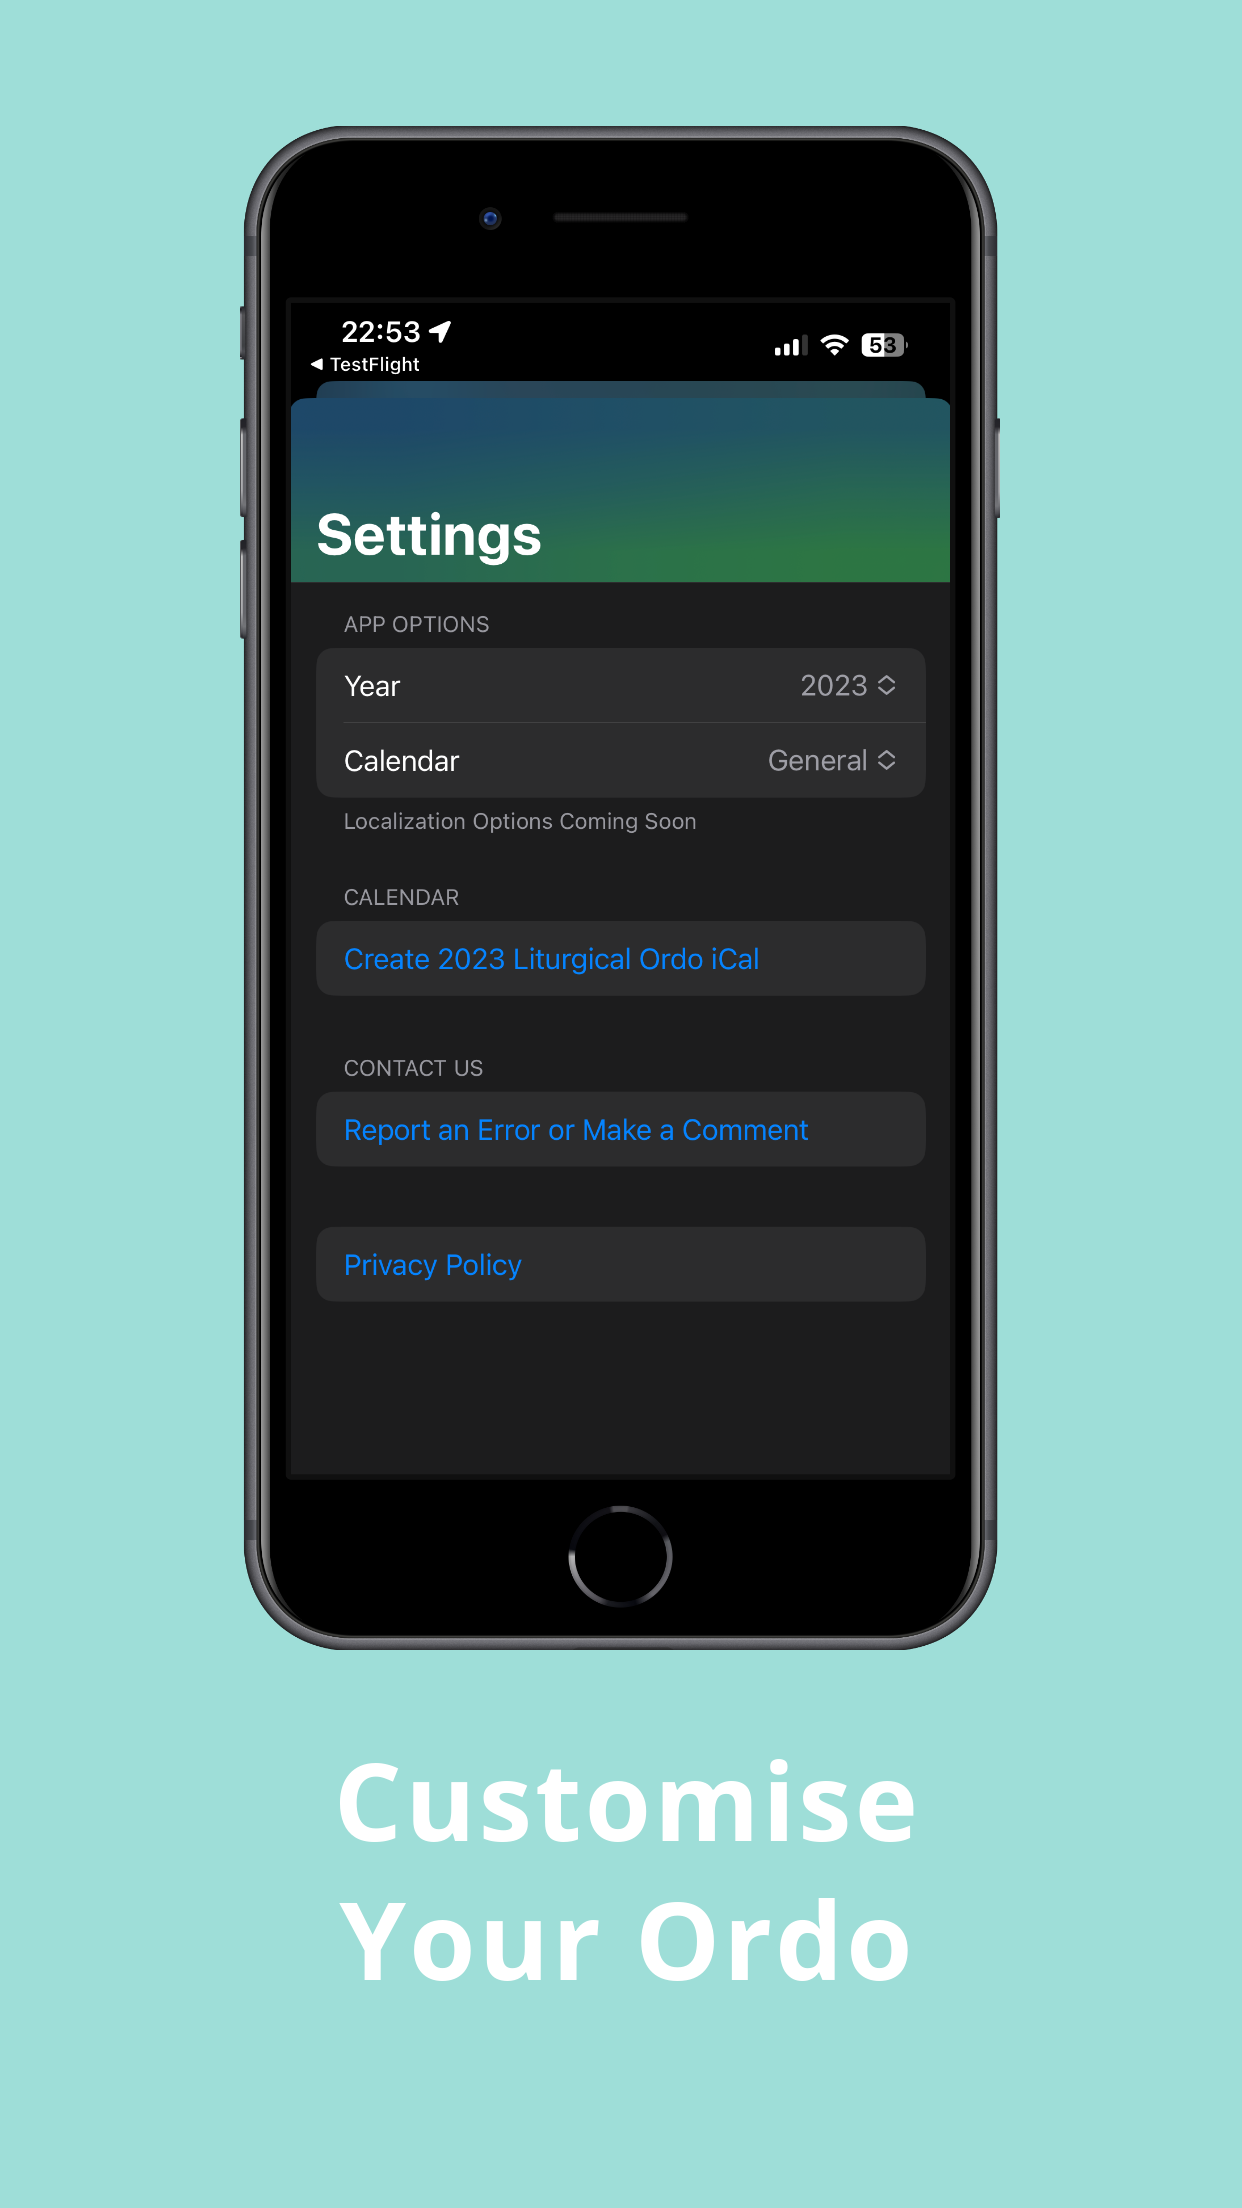 22:53
◀ TestFlight
53
Settings
APP OPTIONS
Year 2023
Calendar General
Localization Options Coming Soon
CALENDAR
Create 2023 Liturgical Ordo iCal
CONTACT US
Report an Error or Make a Comment
Privacy Policy
Customise
Your Ordo